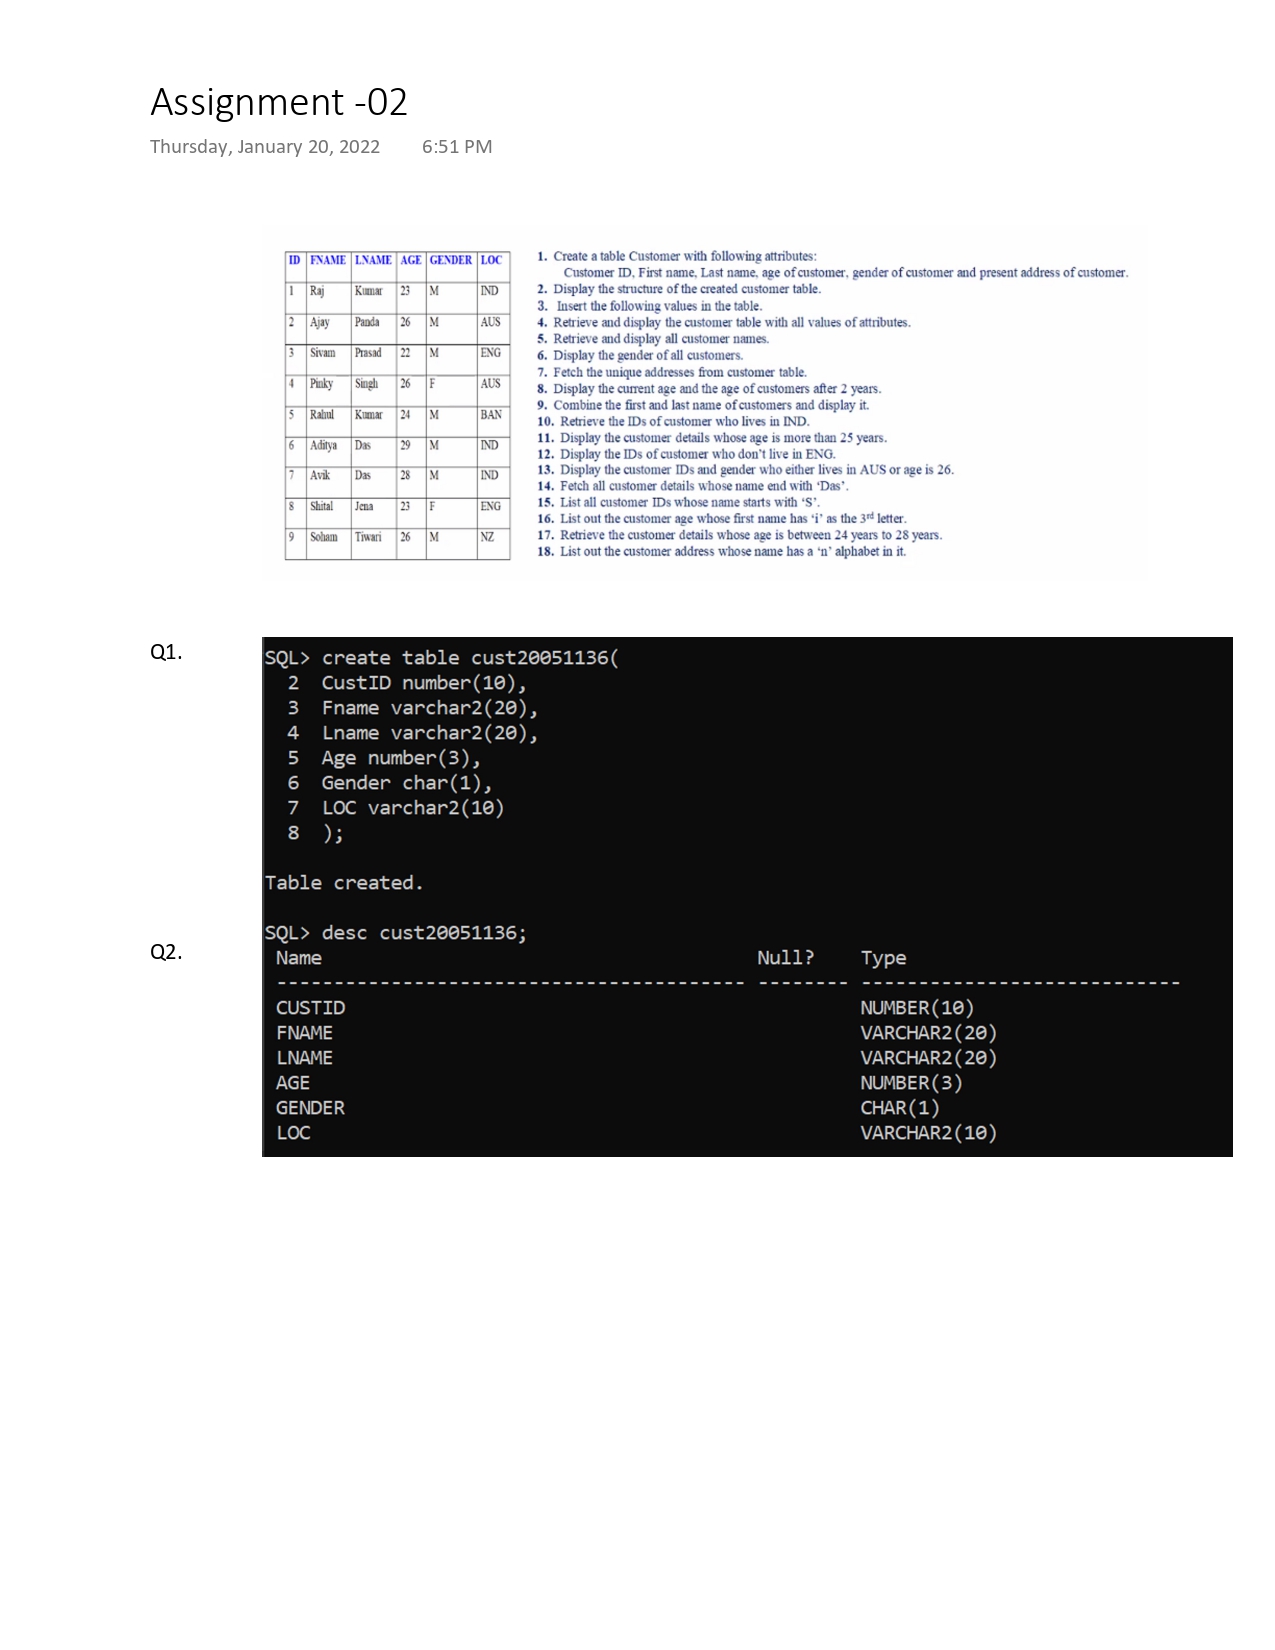 Assignment -02
Thursday, January 20, 2022 6:51 PM
ID FNAME LNAME AGE GENDER LOC
1 Raj Kumar 23 M IND
2 Ajay Panda 26 M AUS
3 Sivam Prasad 22 M ENG
4 Pinky Singh 26 F AUS
5 Rahul Kumar 24 M BAN
6 Aditya Das 29 M IND
7 Avik Das 28 M IND
8 Shital Jena 23 F ENG
9 Soham Tiwari 26 M NZ
1. Create a table Customer with following attributes:
Customer ID, First name, Last name, age of customer, gender of customer and present address of customer.
2. Display the structure of the created customer table.
3. Insert the following values in the table.
4. Retrieve and display the customer table with all values of attributes.
5. Retrieve and display all customer names.
6. Display the gender of all customers.
7. Fetch the unique addresses from customer table.
8. Display the current age and the age of customers after 2 years.
9. Combine the first and last name of customers and display it.
10. Retrieve the IDs of customer who lives in IND.
11. Display the customer details whose age is more than 25 years.
12. Display the IDs of customer who don't live in ENG.
13. Display the customer IDs and gender who either lives in AUS or age is 26.
14. Fetch all customer details whose name end with ‘Das’.
15. List all customer IDs whose name starts with ‘S’.
16. List out the customer age whose first name has ‘i’ as the 3rd letter.
17. Retrieve the customer details whose age is between 24 years to 28 years.
18. List out the customer address whose name has a ‘n’ alphabet in it.
Q1.
SQL> create table cust20051136(
2 CustID number(10),
3 Fname varchar2(20),
4 Lname varchar2(20),
5 Age number(3),
6 Gender char(1),
7 LOC varchar2(10)
8 );
Table created.
Q2.
SQL> desc cust20051136;
Name Null? Type
----------------------------------------- -------- ----------------------------
CUSTID NUMBER(10)
FNAME VARCHAR2(20)
LNAME VARCHAR2(20)
AGE NUMBER(3)
GENDER CHAR(1)
LOC VARCHAR2(10)